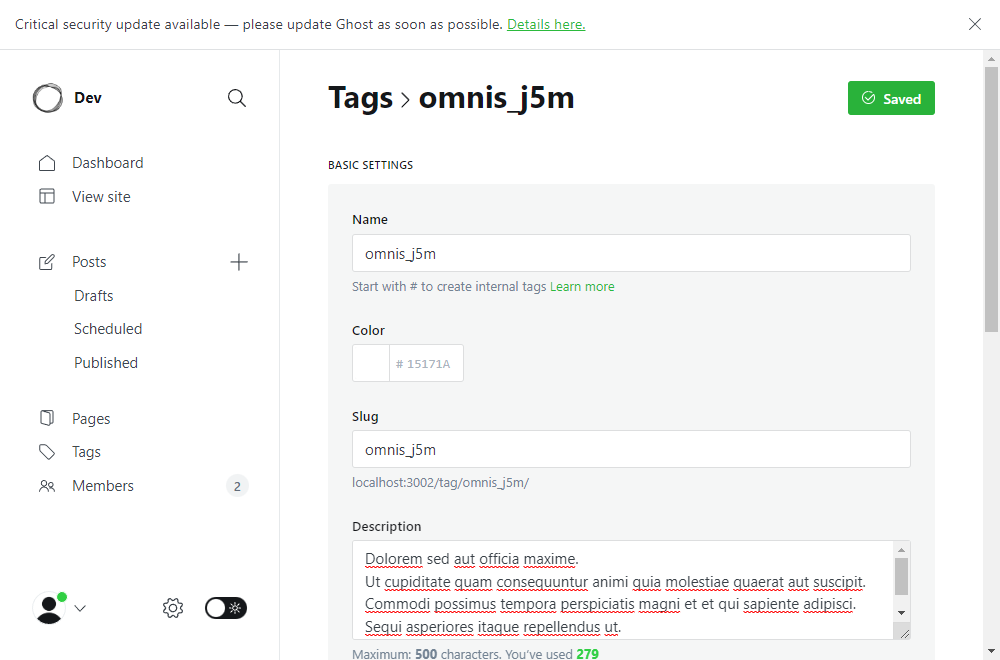 Critical security update available — please update Ghost as soon as possible. Details here.
Dev
Dashboard
View site
Posts
Drafts
Scheduled
Published
Pages
Tags
Members
2
Tags > omnis_j5m
Saved
BASIC SETTINGS
Name
omnis_j5m
Start with # to create internal tags Learn more
Color
# 15171A
Slug
omnis_j5m
localhost:3002/tag/omnis_j5m/
Description
Dolorem sed aut officia maxime.
Ut cupiditate quam consequuntur animi quia molestiae quaerat aut suscipit.
Commodi possimus tempora perspiciatis magni et et qui sapiente adipisci.
Sequi asperiores itaque repellendus ut.
Maximum: 500 characters. You've used 279